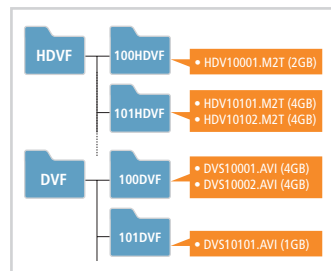 HDVF
100HDVF
• HDV10001.M2T (2GB)
101HDVF
• HDV10101.M2T (4GB)
• HDV10102.M2T (4GB)
DVF
100DVF
• DVS10001.AVI (4GB)
• DVS10002.AVI (4GB)
101DVF
• DVS10101.AVI (1GB)